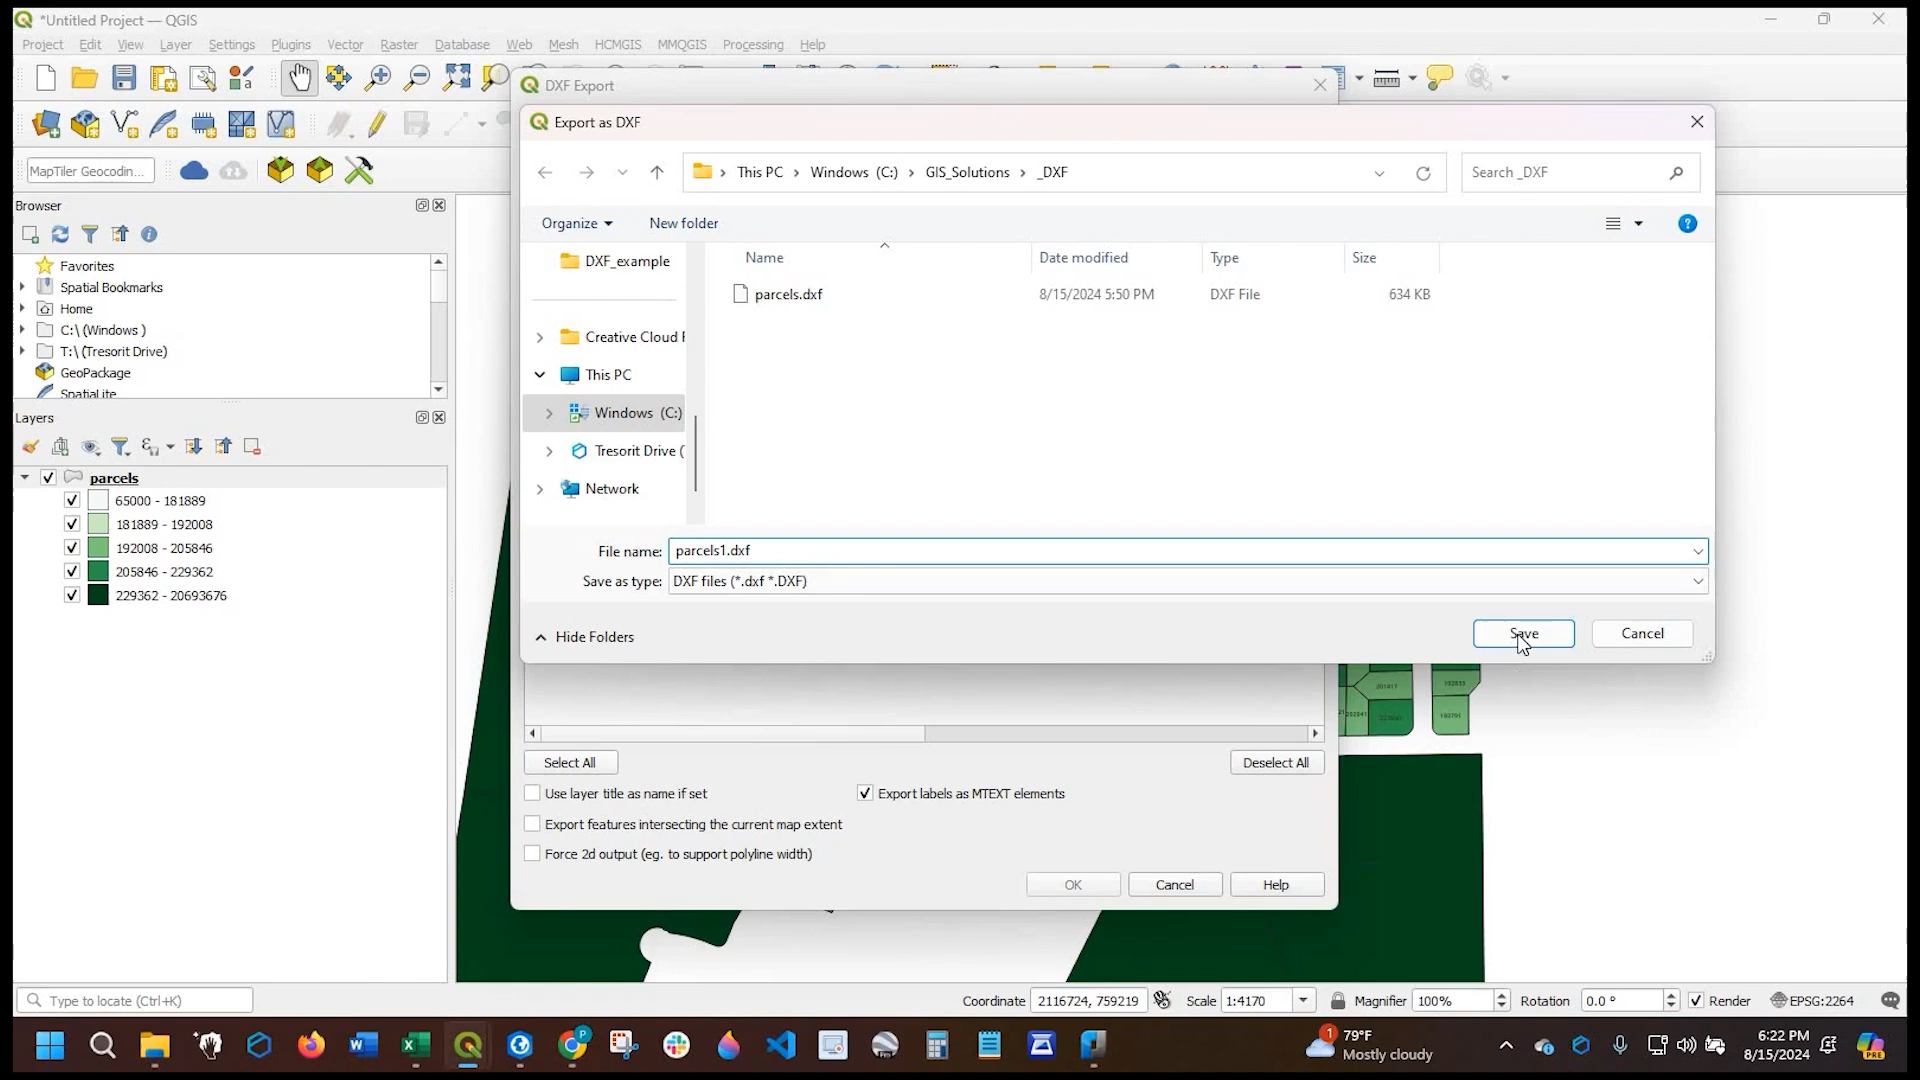 *Untitled Project — QGIS
Project Edit View Layer Settings Plugins Vector Raster Database Web Mesh HCMGIS MMQGIS Processing Help
DXF Export
Export as DXF
This PC Windows (C:) GIS_Solutions _DXF
Search _DXF
MapTiler Geocodin...
Organize New folder
Browser
Favorites
Spatial Bookmarks
Home
C:\ (Windows )
T:\ (Tresorit Drive)
GeoPackage
SpatiaLite
Name Date modified Type Size
DXF_example
parcels.dxf 8/15/2024 5:50 PM DXF File 634 KB
Creative Cloud F
This PC
Windows (C:)
Tresorit Drive (
Network
Layers
parcels
65000 - 181889
181889 - 192008
192008 - 205846
205846 - 229362
229362 - 20693676
File name: parcels1.dxf
Save as type: DXF files (*.dxf *.DXF)
Hide Folders
Save
Cancel
Select All
Deselect All
Use layer title as name if set
Export labels as MTEXT elements
Export features intersecting the current map extent
Force 2d output (eg. to support polyline width)
OK
Cancel
Help
Type to locate (Ctrl+K)
Coordinate 2116724, 759219 Scale 1:4170 Magnifier 100% Rotation 0.0 ° Render EPSG:2264
79°F
Mostly cloudy
6:22 PM
8/15/2024